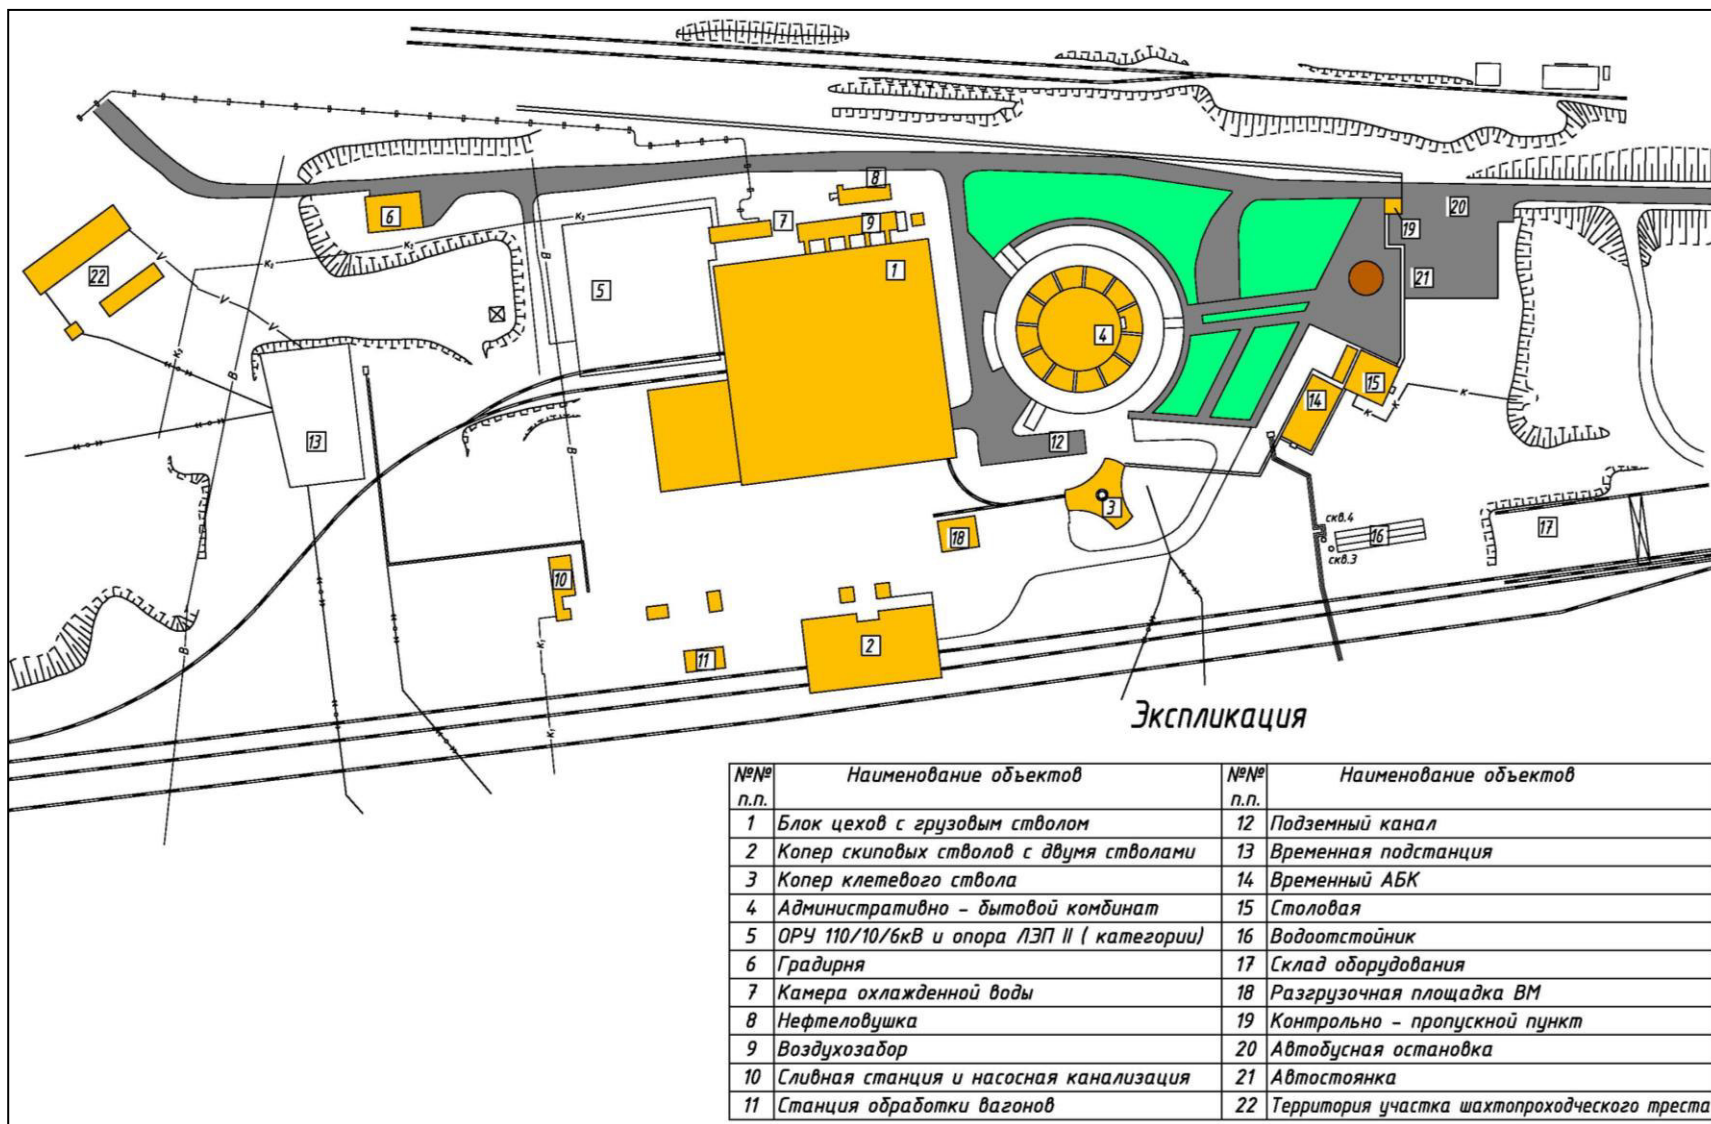 8
20
6
7
9
19
1
22
21
5
4
15
14
13
12
3
скв.4
17
16
18
скв.3
10
2
11
К₂
К₂
К₂
В
В
В
В
V
V
V
К
К
К
К₁
К₁
Экспликация
№№ п.п. Наименование объектов №№ п.п. Наименование объектов
1 Блок цехов с грузовым стволом 12 Подземный канал
2 Копер скиповых стволов с двумя стволами 13 Временная подстанция
3 Копер клетевого ствола 14 Временный АБК
4 Административно - бытовой комбинат 15 Столовая
5 ОРУ 110/10/6кВ и опора ЛЭП II ( категории) 16 Водоотстойник
6 Градирня 17 Склад оборудования
7 Камера охлажденной воды 18 Разгрузочная площадка ВМ
8 Нефтеловушка 19 Контрольно - пропускной пункт
9 Воздухозабор 20 Автобусная остановка
10 Сливная станция и насосная канализация 21 Автостоянка
11 Станция обработки вагонов 22 Территория участка шахтопроходческого треста